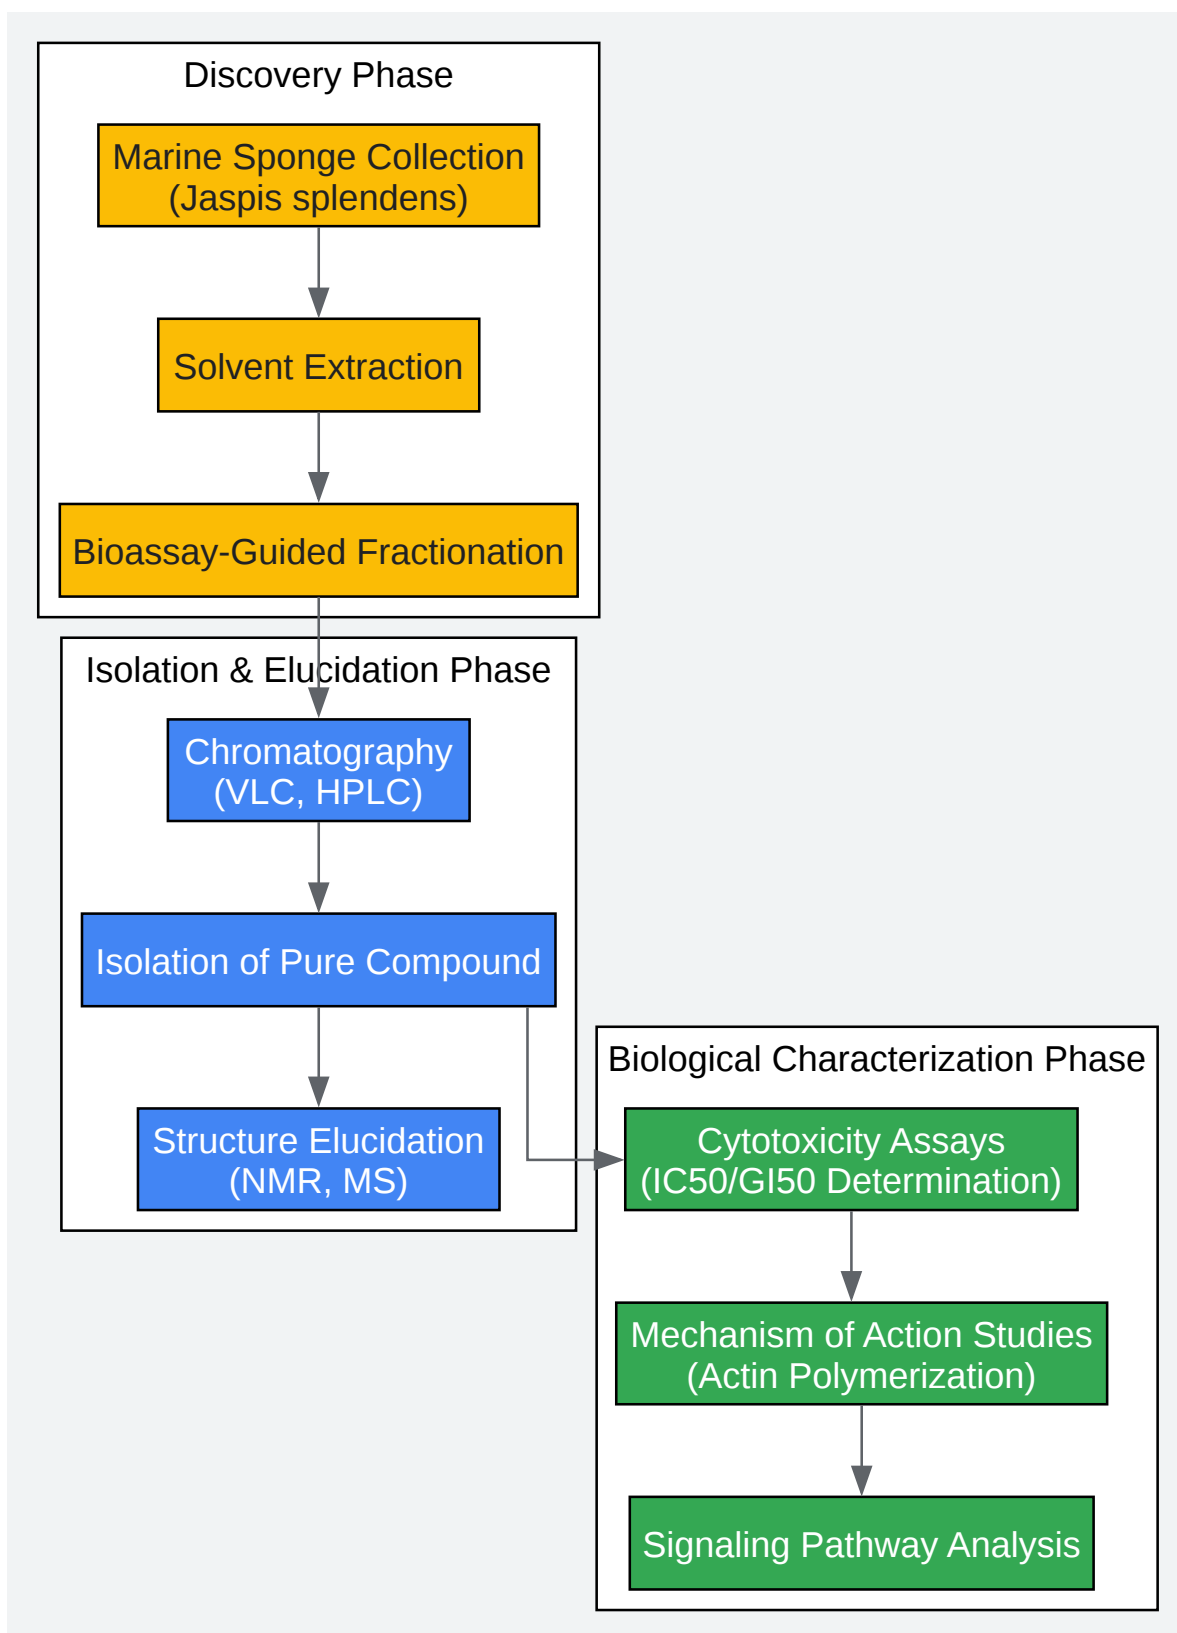 Discovery Phase
Marine Sponge Collection
(Jaspis splendens)
Solvent Extraction
Bioassay-Guided Fractionation
Isolation & Elucidation Phase
Chromatography
(VLC, HPLC)
Isolation of Pure Compound
Structure Elucidation
(NMR, MS)
Biological Characterization Phase
Cytotoxicity Assays
(IC50/GI50 Determination)
Mechanism of Action Studies
(Actin Polymerization)
Signaling Pathway Analysis